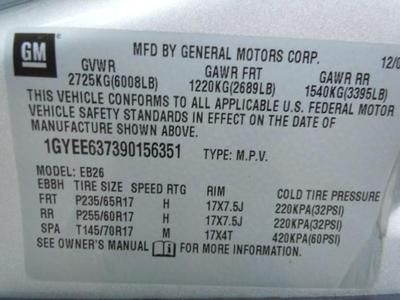 GM
MFD BY GENERAL MOTORS CORP. 12/0
GVWR GAWR FRT GAWR RR
2725KG(6008LB) 1220KG(2689LB) 1540KG(3395LB)
THIS VEHICLE CONFORMS TO ALL APPLICABLE U.S. FEDERAL MOTOR
VEHICLE SAFETY STANDARDS IN EFFECT ON THE DATE OF
MANUFACTURE SHOWN ABOVE.
1GYEE637390156351 TYPE: M.P.V.
MODEL: EB26
EBBH TIRE SIZE SPEED RTG RIM COLD TIRE PRESSURE
FRT P235/65R17 H 17X7.5J 220KPA(32PSI)
RR P255/60R17 H 17X7.5J 220KPA(32PSI)
SPA T145/70R17 M 17X4T 420KPA(60PSI)
SEE OWNER'S MANUAL FOR MORE INFORMATION.